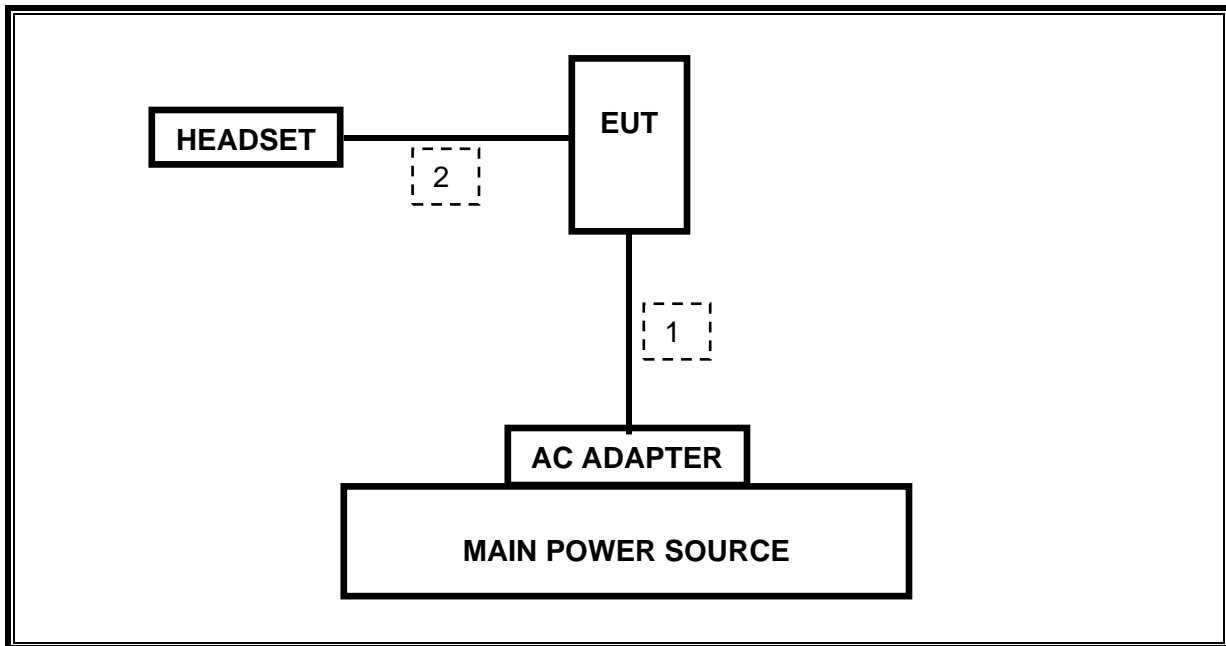 EUT
HEADSET
2
1
AC ADAPTER
MAIN POWER SOURCE